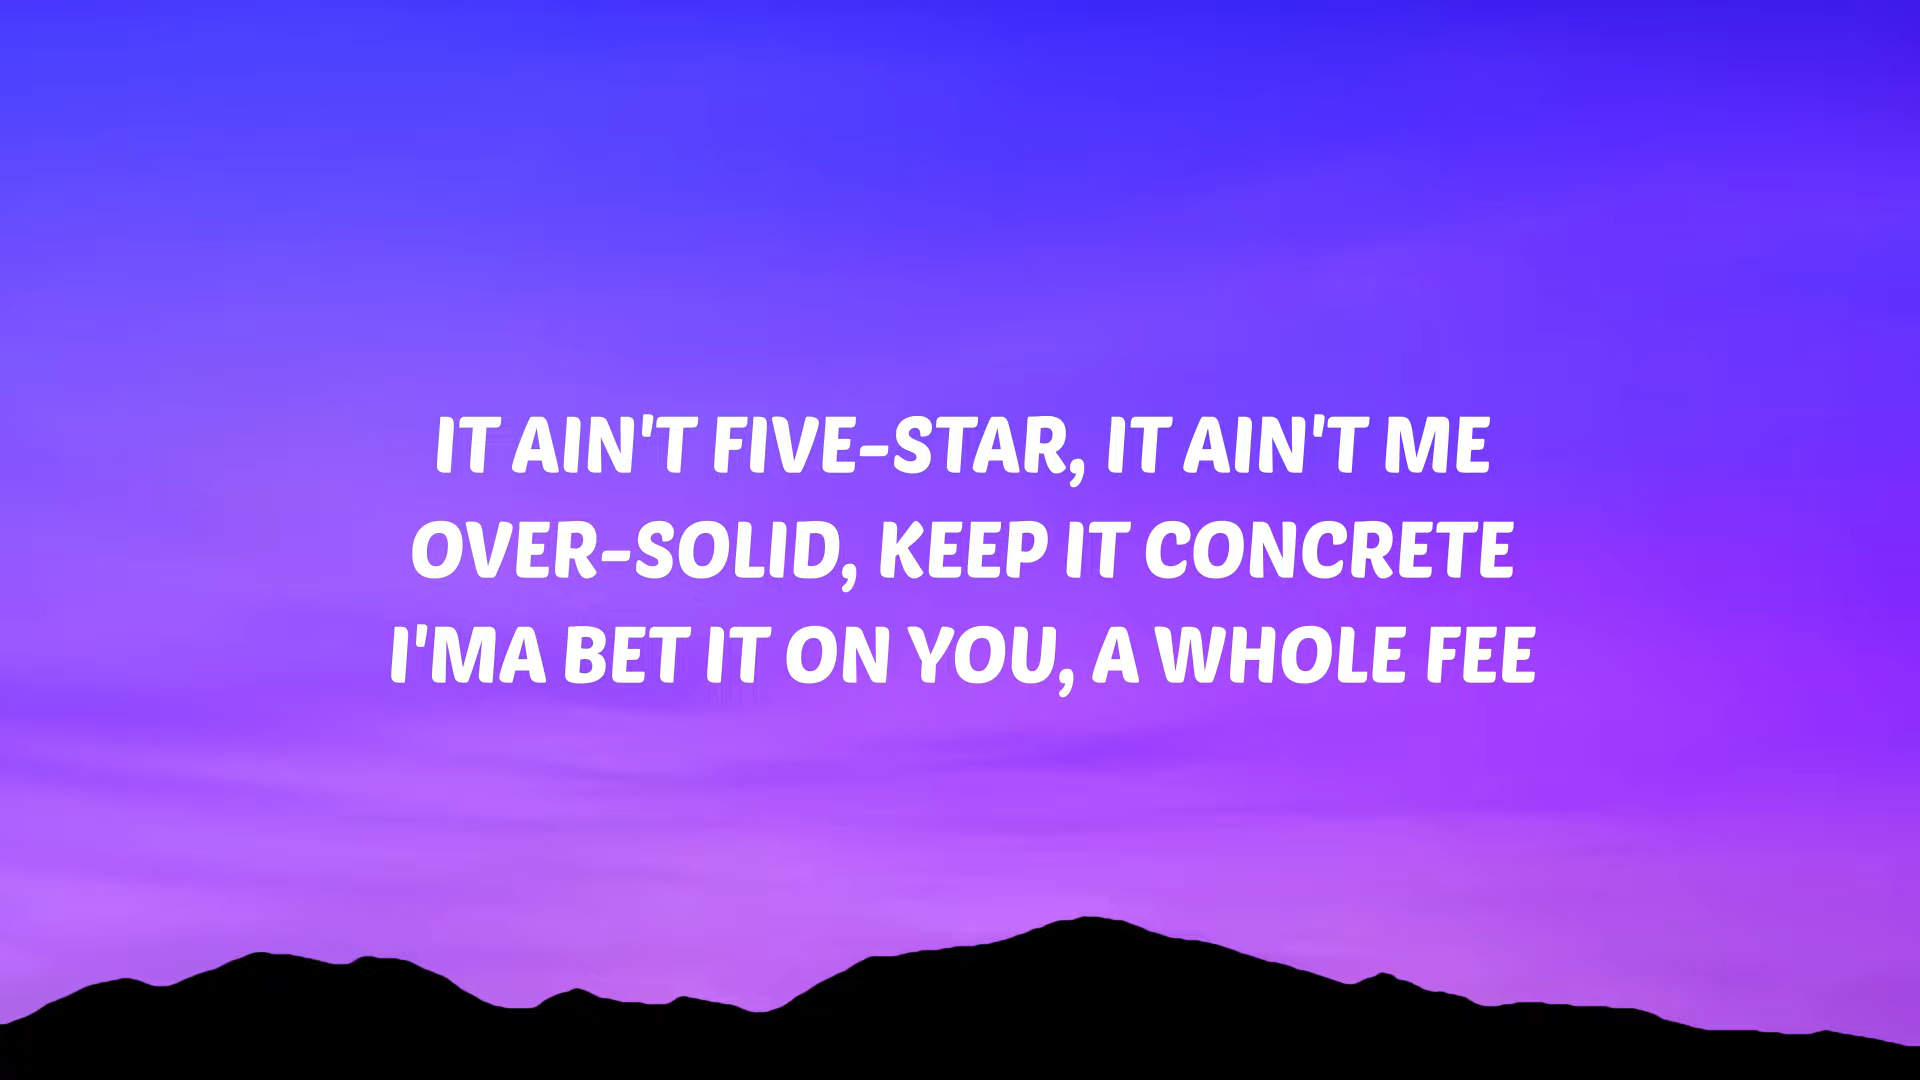 IT AIN'T FIVE-STAR, IT AIN'T ME
OVER-SOLID, KEEP IT CONCRETE
I'MA BET IT ON YOU, A WHOLE FEE